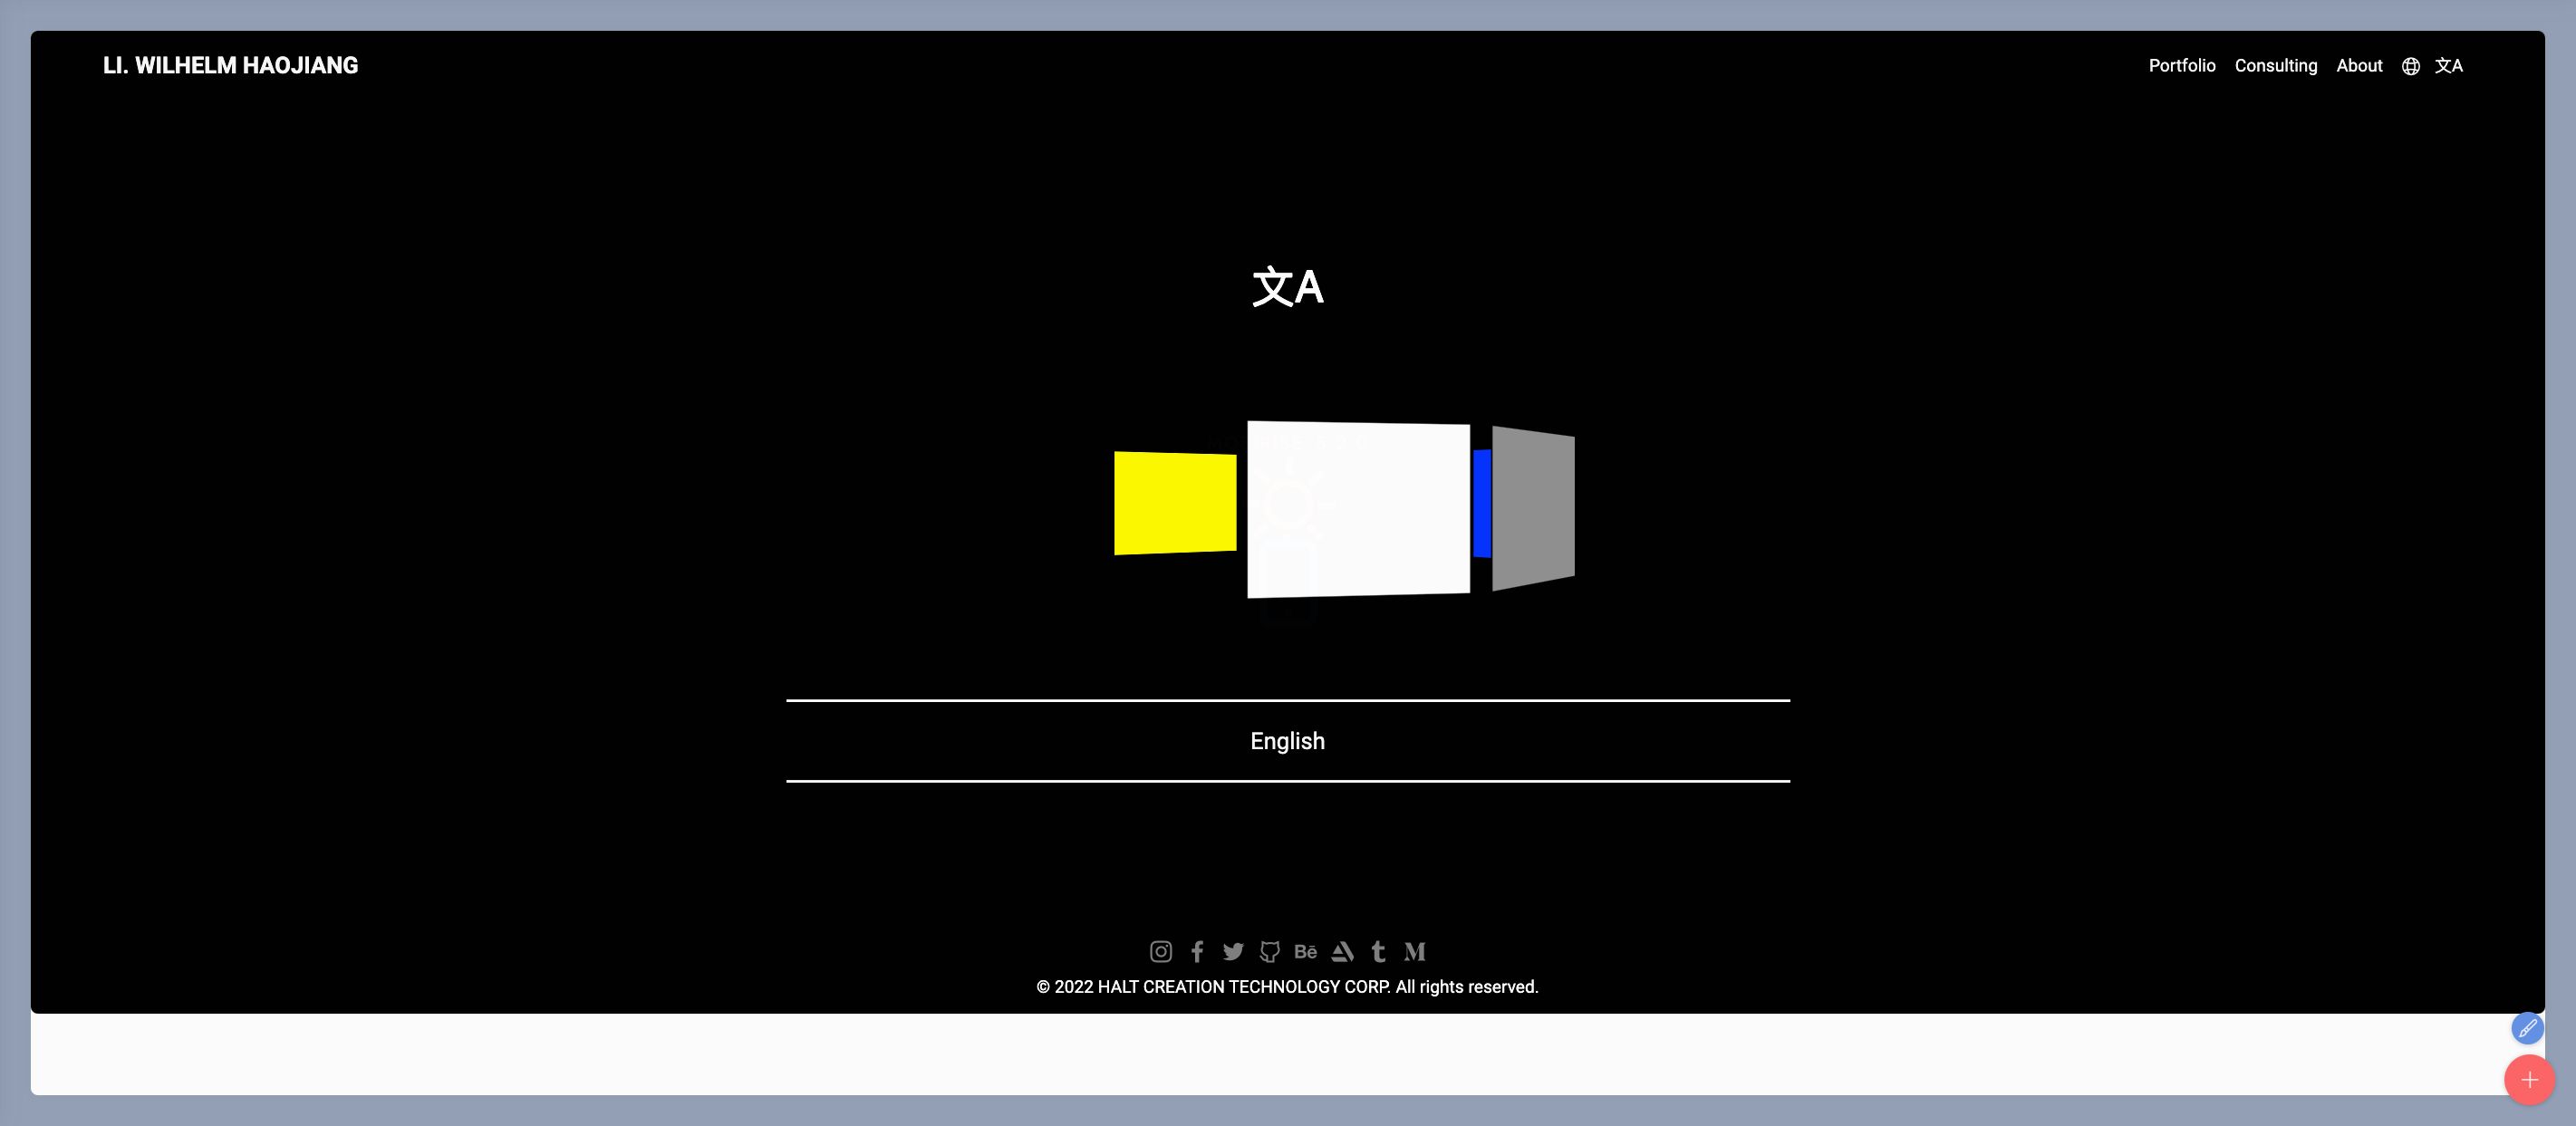 LI. WILHELM HAOJIANG
Portfolio Consulting About 文A
文A
English
© 2022 HALT CREATION TECHNOLOGY CORP. All rights reserved.